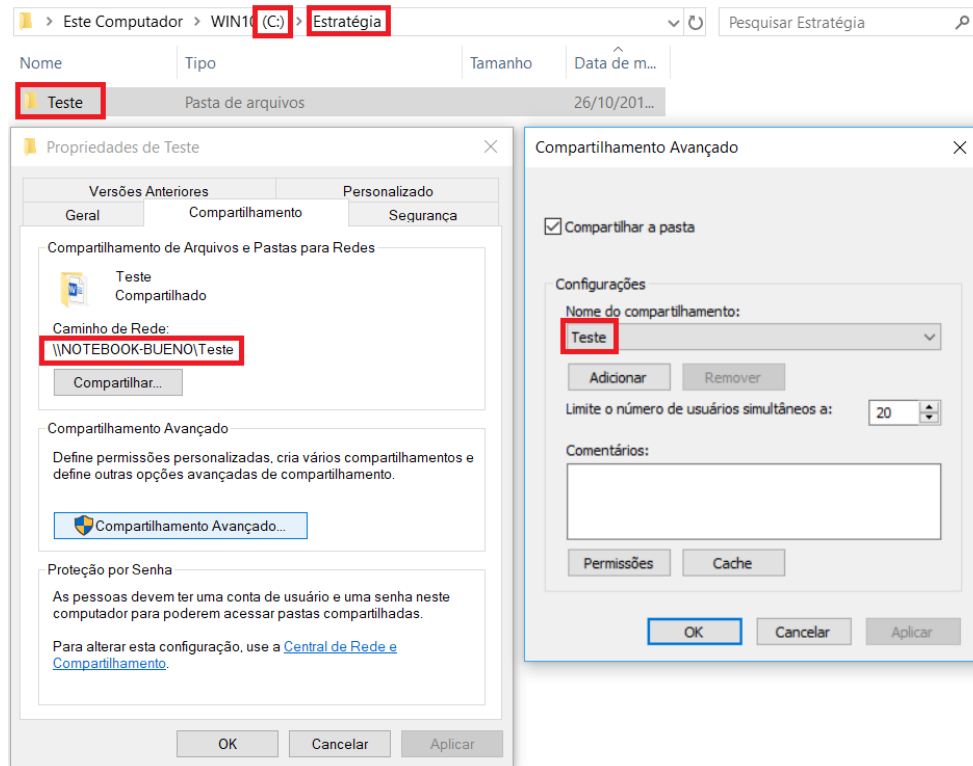 Este Computador > WIN10 (C:) > Estratégia
Pesquisar Estratégia
Nome Tipo Tamanho Data de m...
Teste Pasta de arquivos 26/10/201...
Propriedades de Teste
Versões Anteriores Personalizado
Geral Compartilhamento Segurança
Compartilhamento de Arquivos e Pastas para Redes
Teste
Compartilhado
Caminho de Rede:
\\NOTEBOOK-BUENO\Teste
Compartilhar...
Compartilhamento Avançado
Define permissões personalizadas, cria vários compartilhamentos e
define outras opções avançadas de compartilhamento.
Compartilhamento Avançado...
Proteção por Senha
As pessoas devem ter uma conta de usuário e uma senha neste
computador para poderem acessar pastas compartilhadas.
Para alterar esta configuração, use a Central de Rede e
Compartilhamento.
OK Cancelar Aplicar
Compartilhamento Avançado
Compartilhar a pasta
Configurações
Nome do compartilhamento:
Teste
Adicionar Remover
Limite o número de usuários simultâneos a: 20
Comentários:
Permissões Cache
OK Cancelar Aplicar